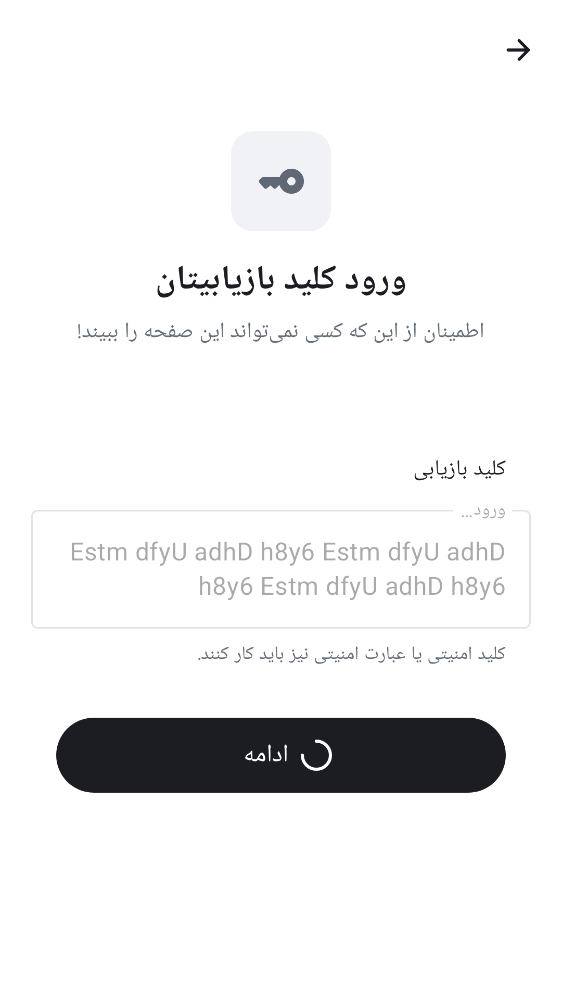 ورود کلید بازیابیتان
اطمینان از این که کسی نمی‌تواند این صفحه را ببیند!
کلید بازیابی
ورود...
Estm dfyU adhD h8y6 Estm dfyU adhD
h8y6 Estm dfyU adhD h8y6
کلید امنیتی یا عبارت امنیتی نیز باید کار کنند.
ادامه